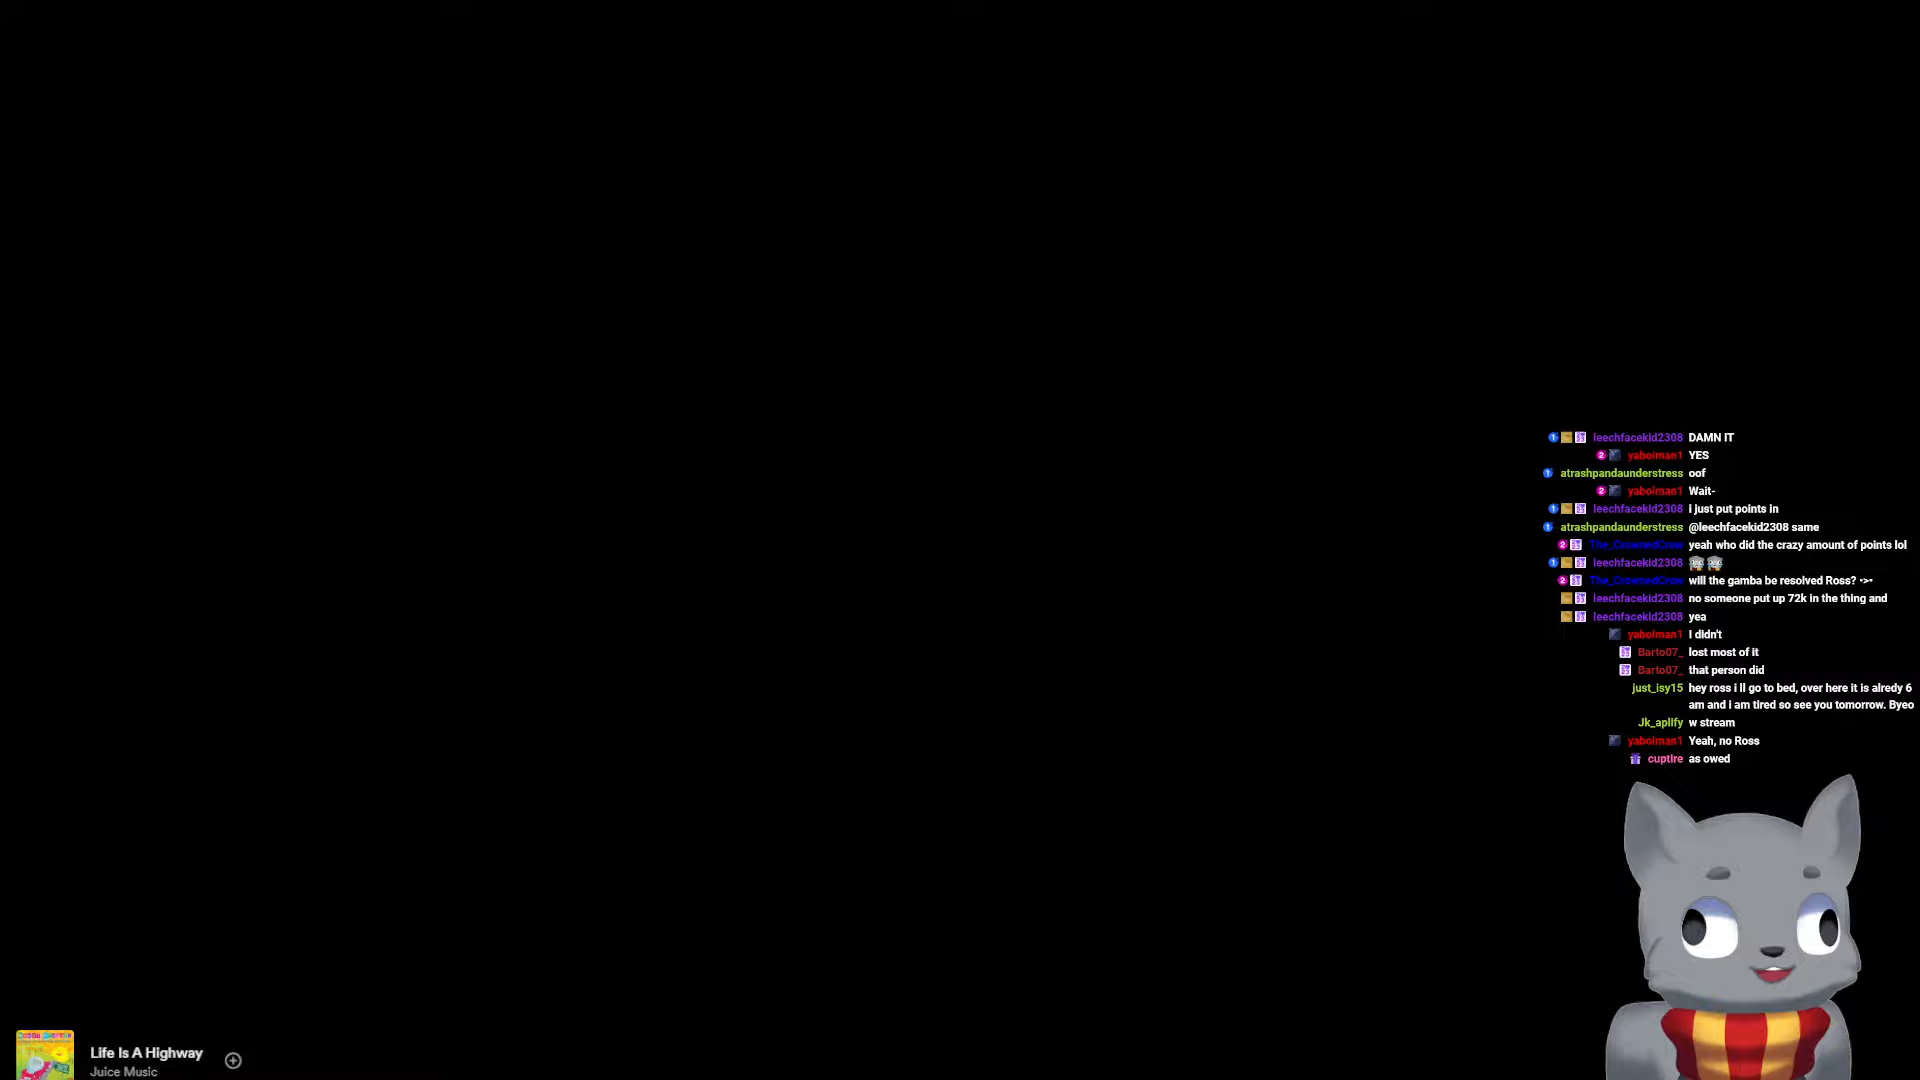 leechfacekid2308 DAMN IT
yaboiman1 YES
atrashpandaunderstress oof
yaboiman1 Wait-
leechfacekid2308 i just put points in
atrashpandaunderstress @leechfacekid2308 same
The_CrownedCrow yeah who did the crazy amount of points lol
leechfacekid2308
The_CrownedCrow will the gamba be resolved Ross? ->-
leechfacekid2308 no someone put up 72k in the thing and
leechfacekid2308 yea
yaboiman1 I didn't
Barto07_ lost most of it
Barto07_ that person did
just_isy15 hey ross i ll go to bed, over here it is alredy 6
am and i am tired so see you tomorrow. Byeo
Jk_aplify w stream
yaboiman1 Yeah, no Ross
cuptire as owed
Life Is A Highway
Juice Music